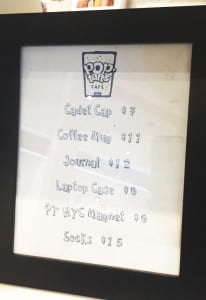 POP
Tarts
CAFE
Cadet Cap $7
Coffee Mug $11
Journal $12
Laptop Case $8
PT NYC Magnet $6
Socks $15